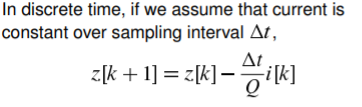 In discrete time, if we assume that current is
constant over sampling interval Δt,
z[k + 1] = z[k] − Δt/Q i[k]